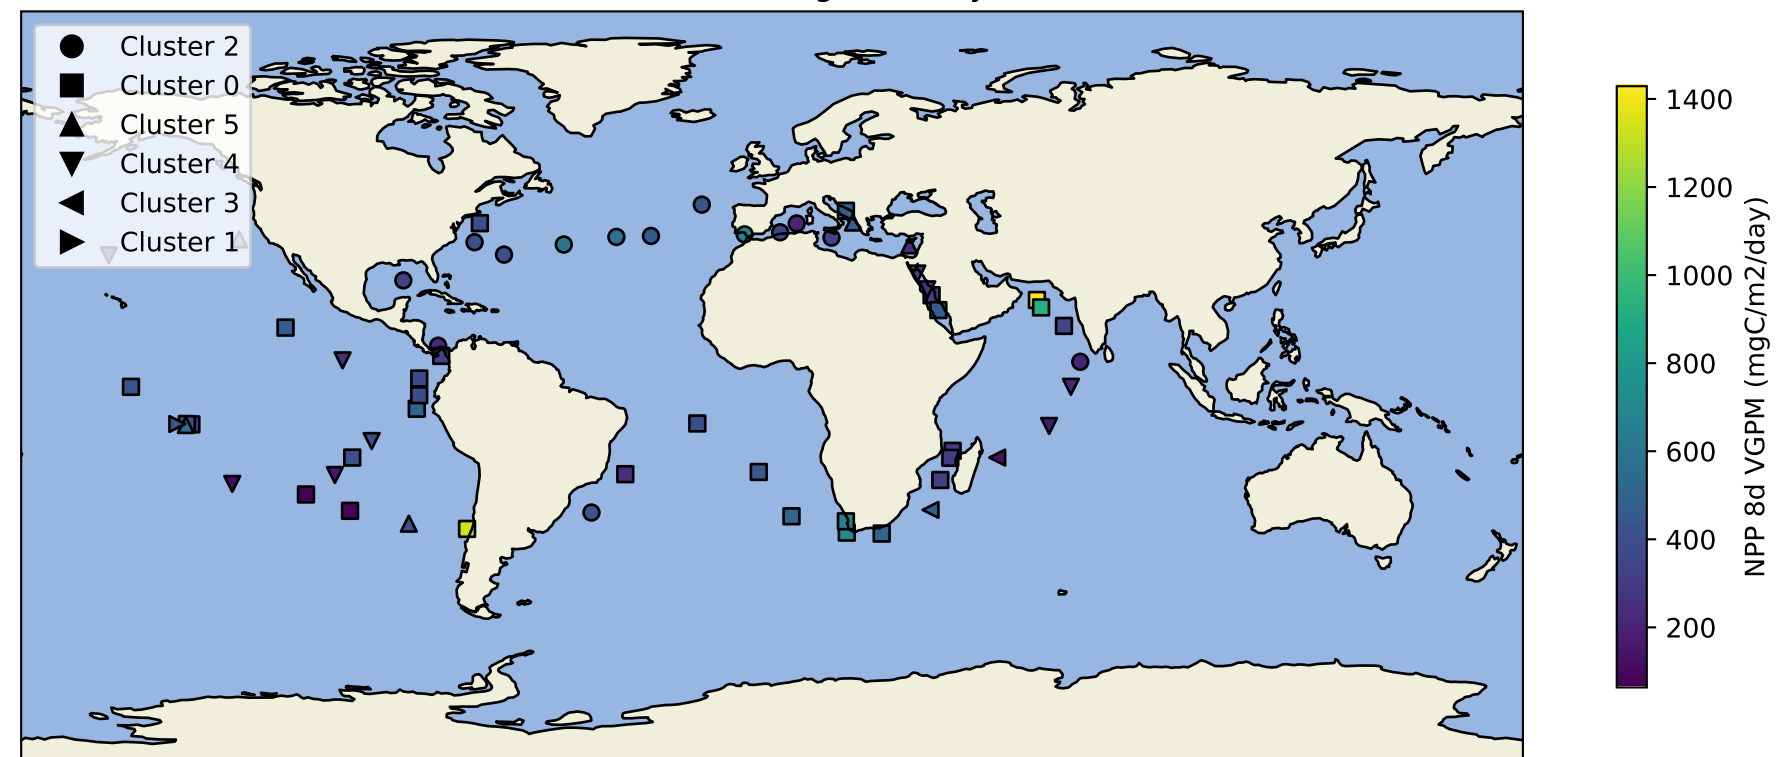 Cluster 2
Cluster 0
Cluster 5
Cluster 4
Cluster 3
Cluster 1
1400
1200
1000
800
600
400
200
NPP 8d VGPM (mgC/m2/day)